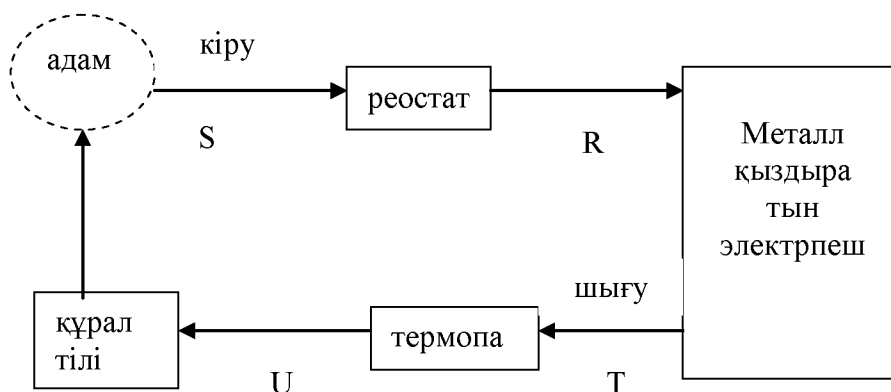 адам
кіру
реостат
S
R
Металл
қыздыра
тын
электрпеш
шығу
құрал
тілі
термопа
U
T